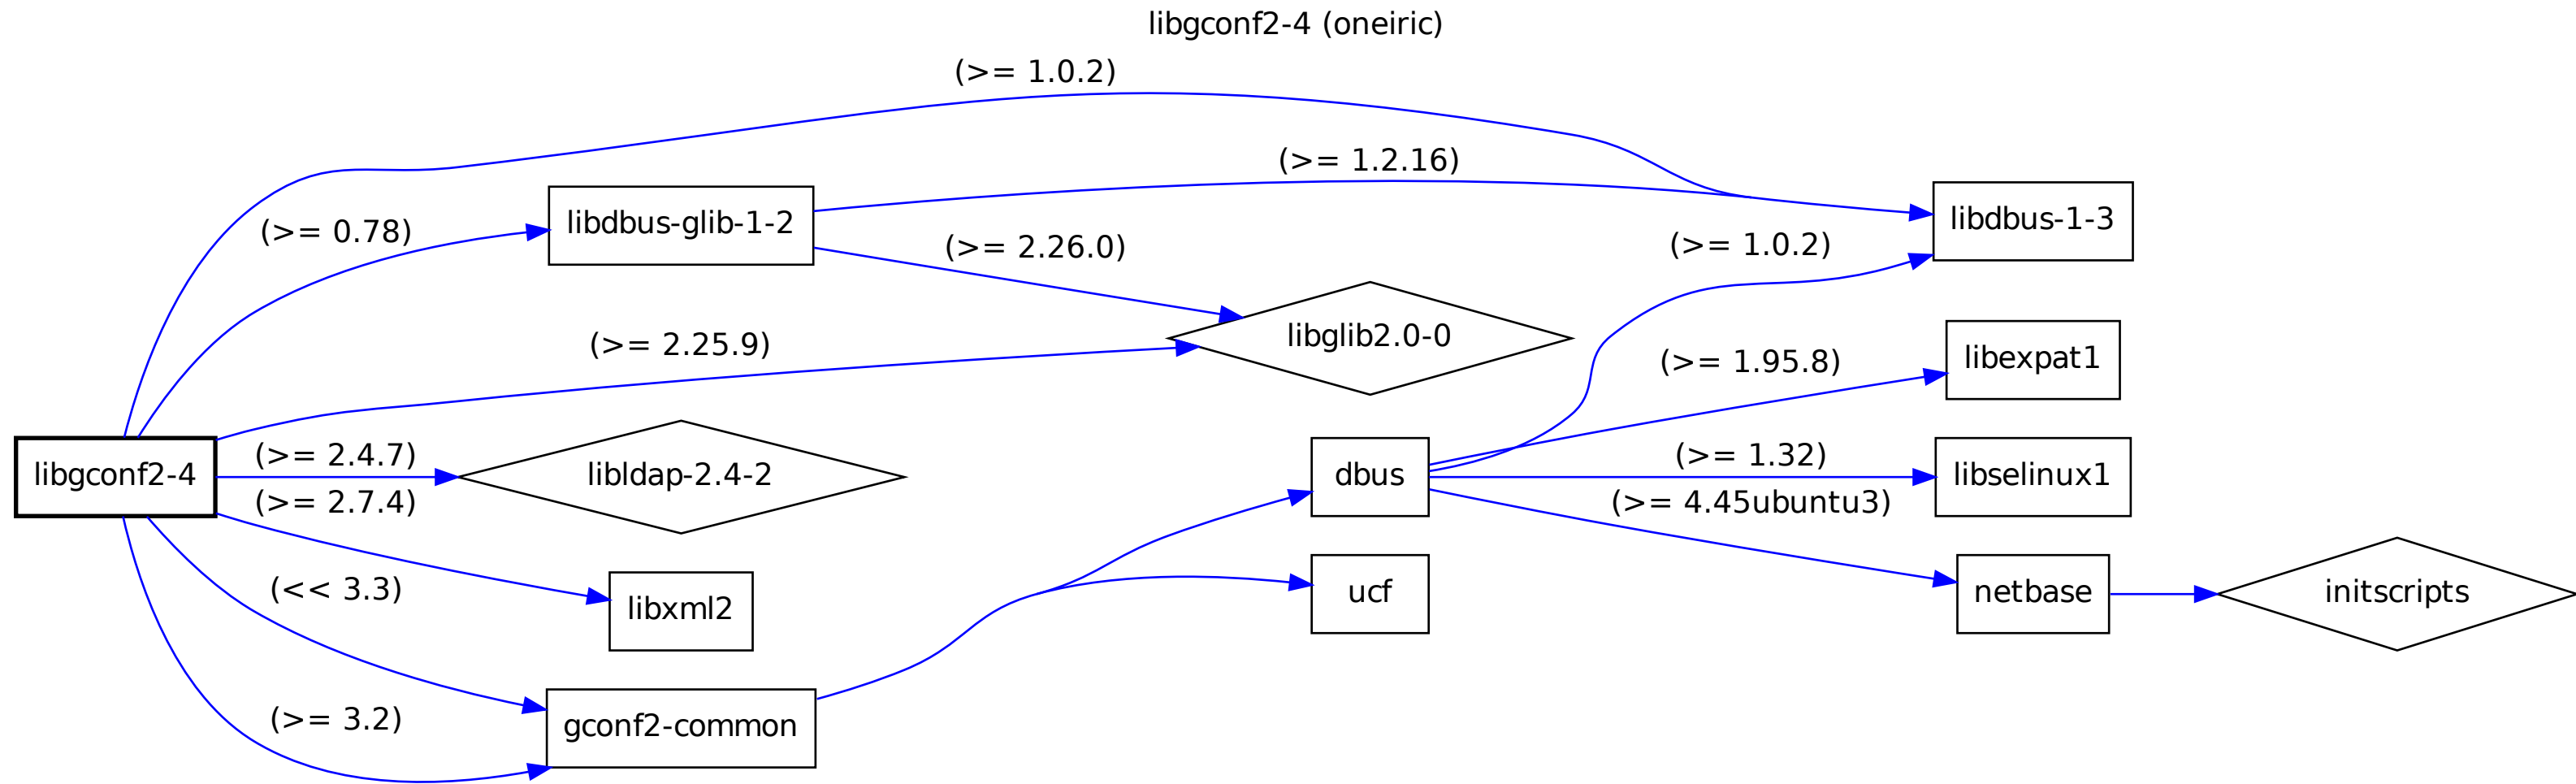 libgconf2-4 (oneiric)
(>= 1.0.2)
(>= 1.2.16)
(>= 0.78)
libdbus-glib-1-2
libdbus-1-3
(>= 2.26.0)
(>= 1.0.2)
libglib2.0-0
(>= 2.25.9)
(>= 1.95.8)
libexpat1
libgconf2-4
(>= 2.4.7)
libldap-2.4-2
dbus
(>= 1.32)
libselinux1
(>= 2.7.4)
(>= 4.45ubuntu3)
(<< 3.3)
libxml2
ucf
netbase
initscripts
(>= 3.2)
gconf2-common